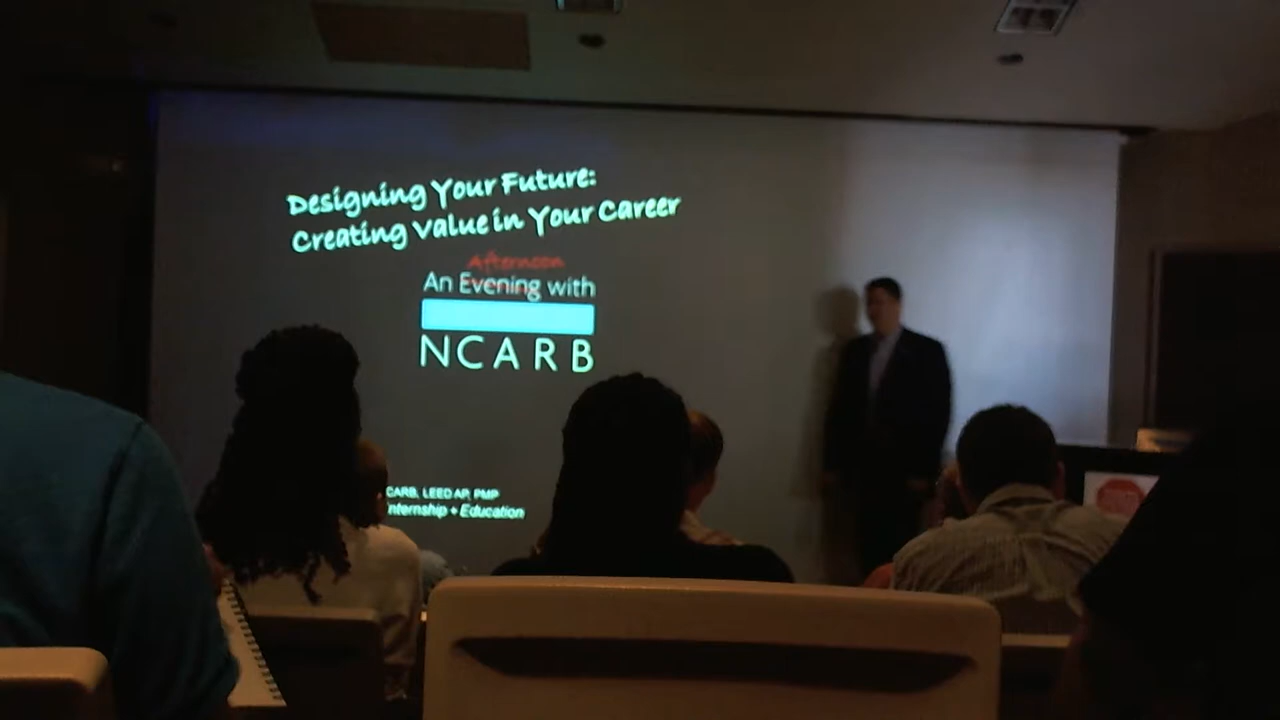 Designing Your Future:
Creating Value in Your Career
Afternoon
An Evening with
NCARB
CARB, LEED AP, PMP
nternship + Education